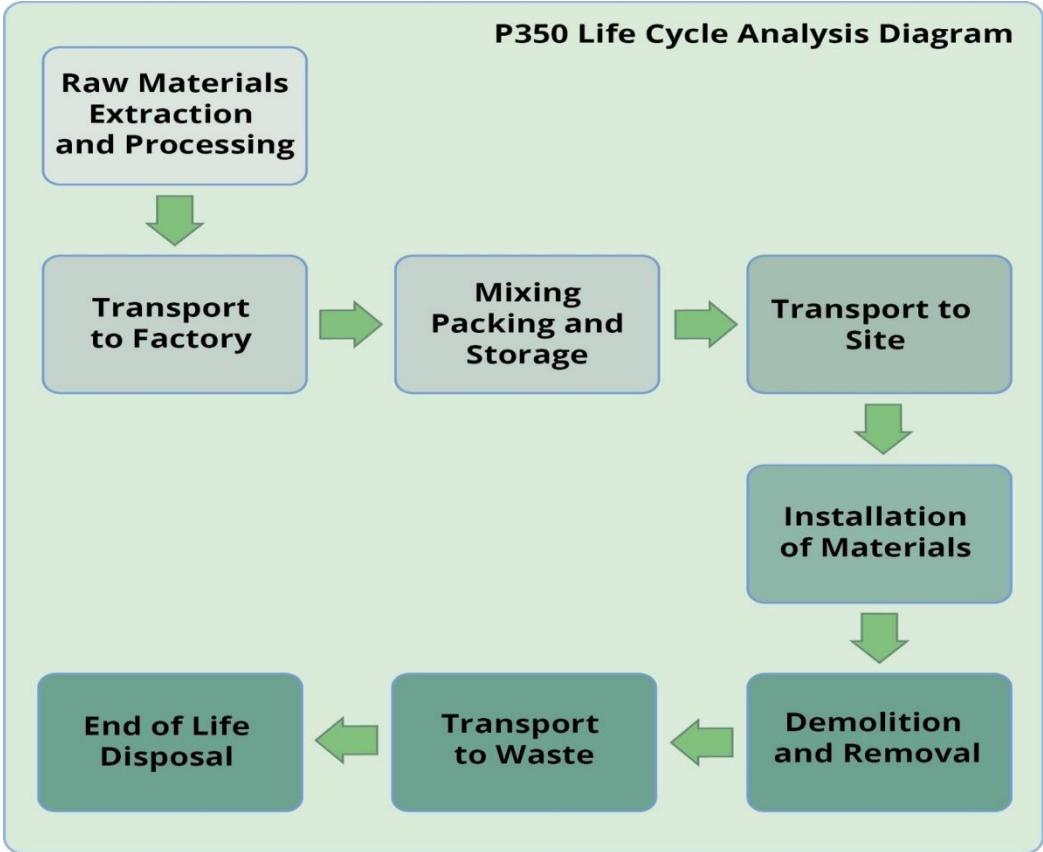 P350 Life Cycle Analysis Diagram
Raw Materials
Extraction
and Processing
Transport
to Factory
Mixing
Packing and
Storage
Transport to
Site
Installation
of Materials
Demolition
and Removal
Transport
to Waste
End of Life
Disposal